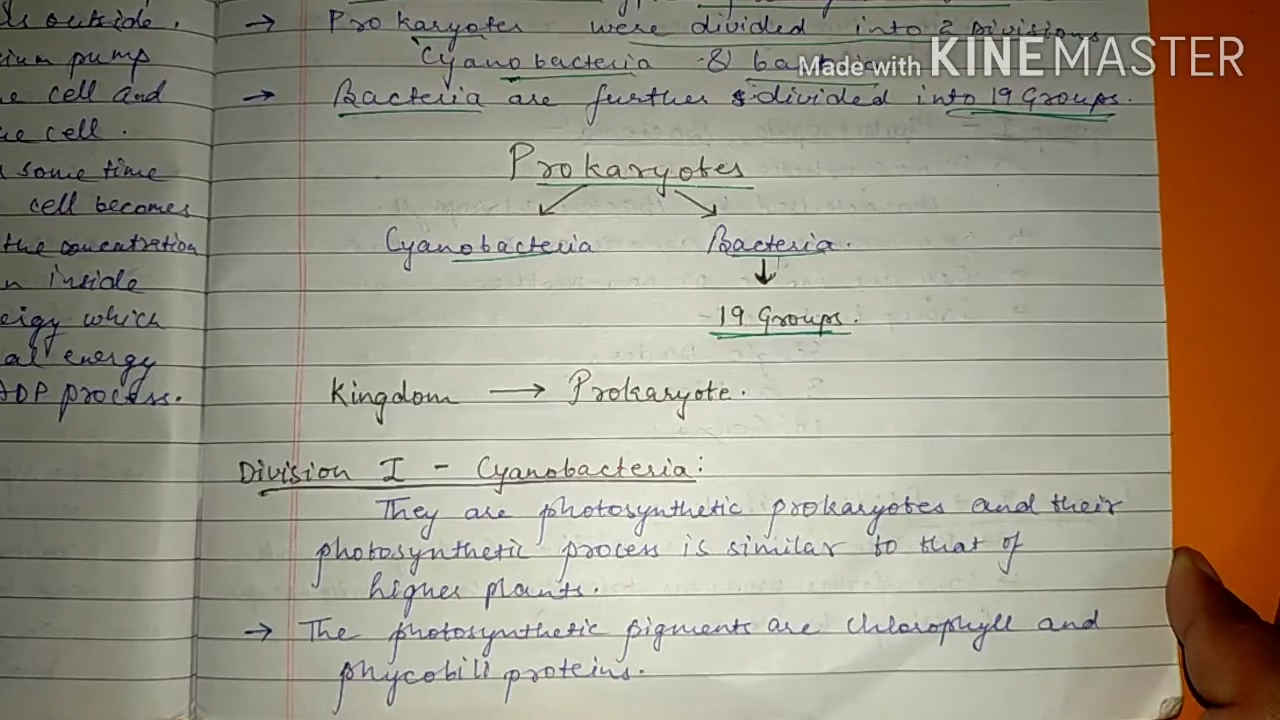 outside.
pump
cell and
cell.
some time
cell becomes
the concentration
inside
which
energy
process.
→ Prokaryotes were divided into 2 Divisions
Cyanobacteria & bacteria
Made with KINEMASTER
→ Bacteria are further divided into 19 Groups.
Prokaryotes
Cyanobacteria Bacteria.
19 Groups.
Kingdom → Prokaryote.
Division I - Cyanobacteria:
They are photosynthetic prokaryotes and their
photosynthetic process is similar to that of
higher plants.
→ The photosynthetic pigments are chlorophyll and
phycobili proteins.